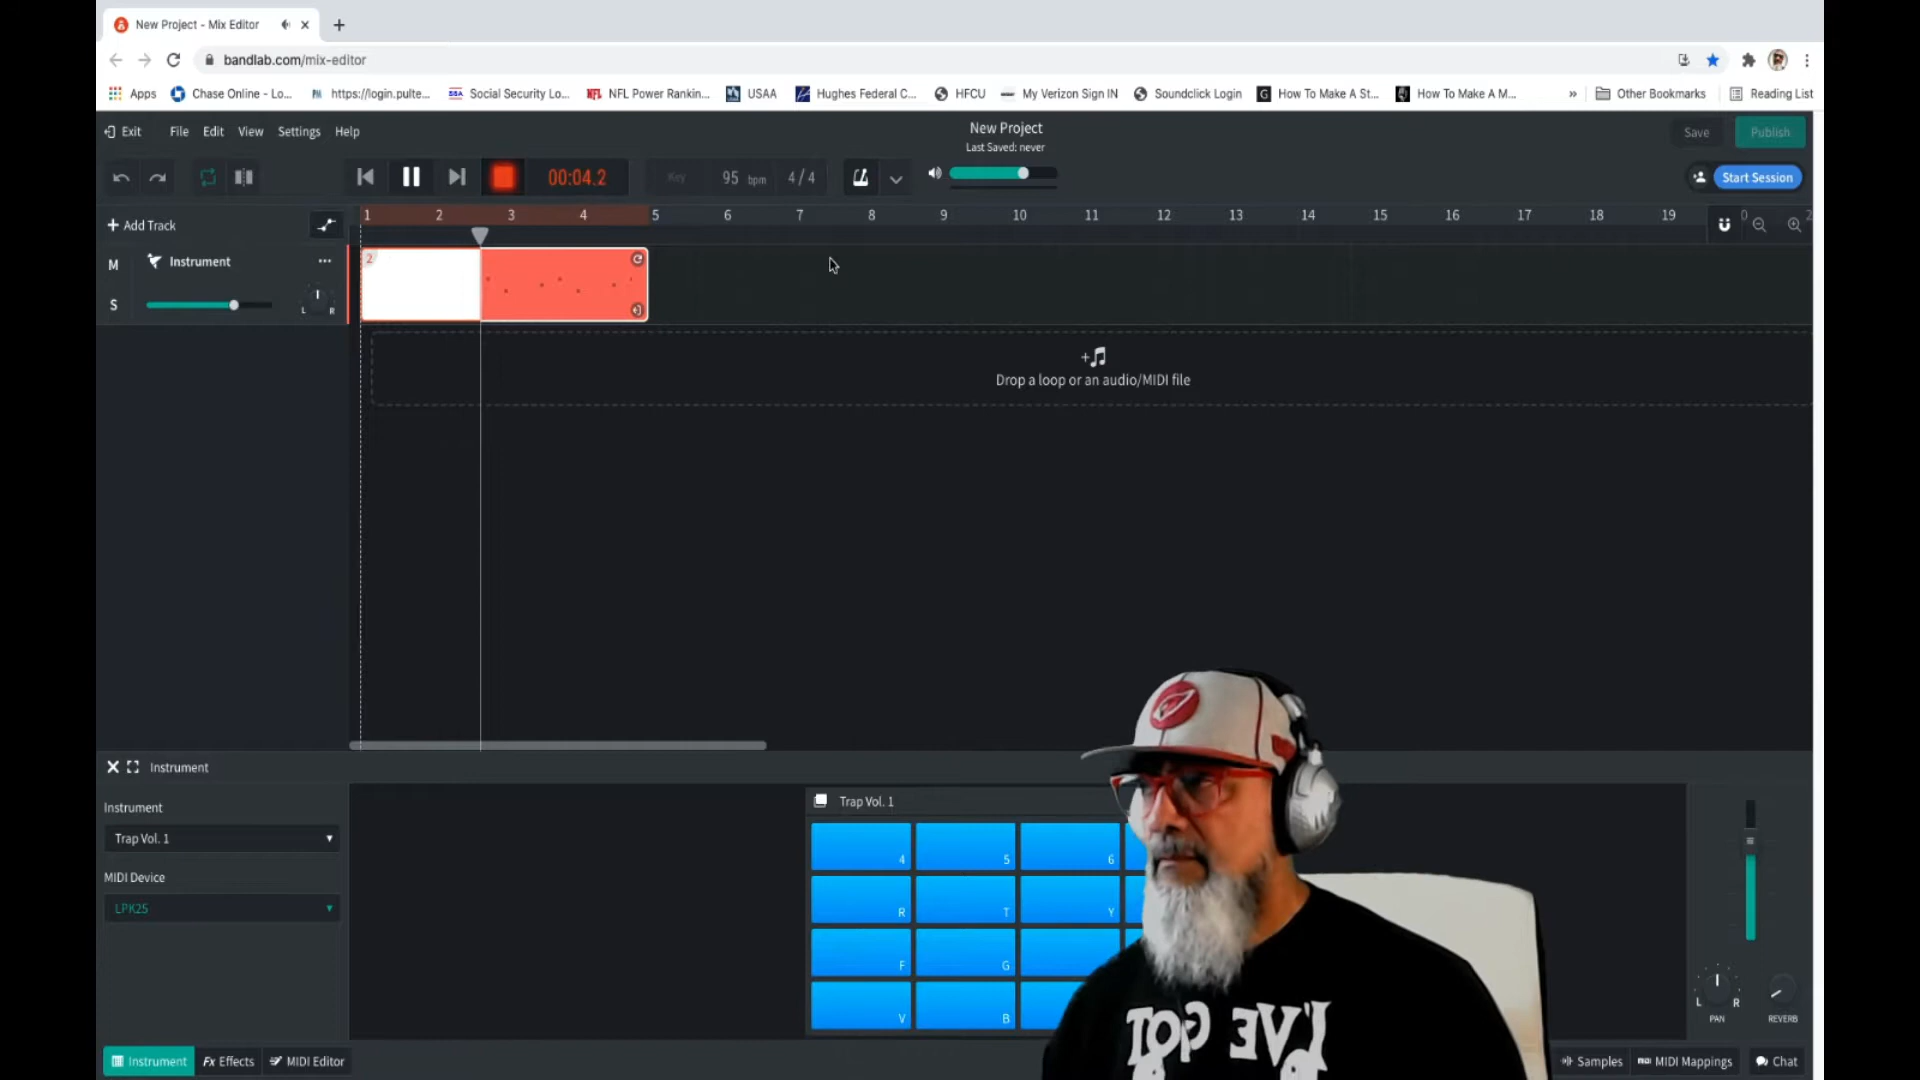 New Project - Mix Editor
bandlab.com/mix-editor
Apps Chase Online - Lo... https://login.pulte... Social Security Lo... NFL Power Rankin... USAA Hughes Federal C... HFCU My Verizon Sign IN Soundclick Login How To Make A St... How To Make A M... » Other Bookmarks Reading List
Exit File Edit View Settings Help
New Project
Last Saved: never
Save Publish
00:04.2 Key 95 bpm 4/4
Start Session
+ Add Track
1 2 3 4 5 6 7 8 9 10 11 12 13 14 15 16 17 18 19
M Instrument ...
2
S
L R
Drop a loop or an audio/MIDI file
Instrument
Instrument
Trap Vol. 1
MIDI Device
LPK25
Trap Vol. 1
4 5 6
R T Y
F G
V B
L R
PAN REVERB
I'VE GOT
Instrument Fx Effects MIDI Editor
Samples MIDI Mappings Chat